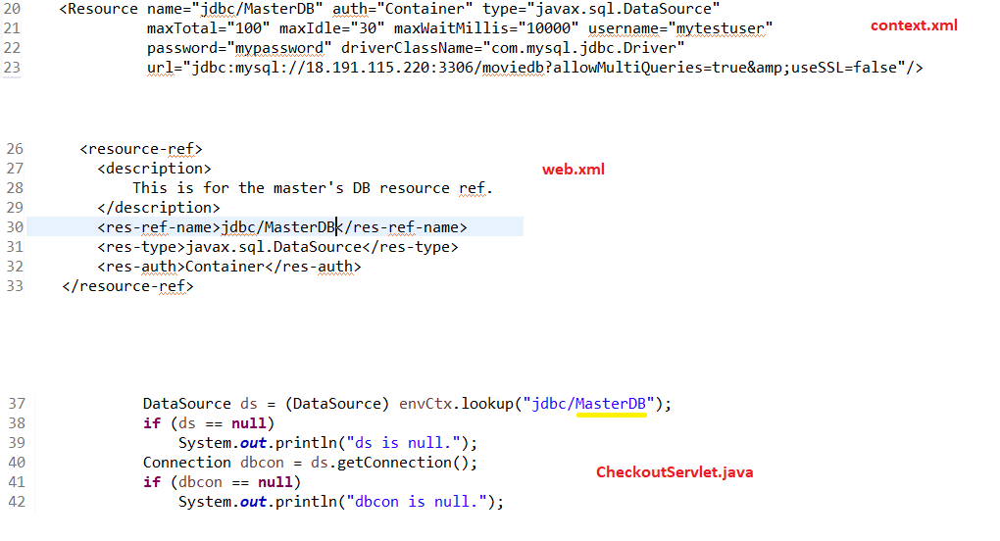 20 <Resource name="jdbc/MasterDB" auth="Container" type="javax.sql.DataSource"
21 maxTotal="100" maxIdle="30" maxWaitMillis="10000" username="mytestuser"
context.xml
22 password="mypassword" driverClassName="com.mysql.jdbc.Driver"
23 url="jdbc:mysql://18.191.115.220:3306/moviedb?allowMultiQueries=true&amp;useSSL=false"/>
26 <resource-ref>
27 <description>
web.xml
28 This is for the master's DB resource ref.
29 </description>
30 <res-ref-name>jdbc/MasterDB</res-ref-name>
31 <res-type>javax.sql.DataSource</res-type>
32 <res-auth>Container</res-auth>
33 </resource-ref>
37 DataSource ds = (DataSource) envCtx.lookup("jdbc/MasterDB");
38 if (ds == null)
39 System.out.println("ds is null.");
40 Connection dbcon = ds.getConnection();
CheckoutServlet.java
41 if (dbcon == null)
42 System.out.println("dbcon is null.");